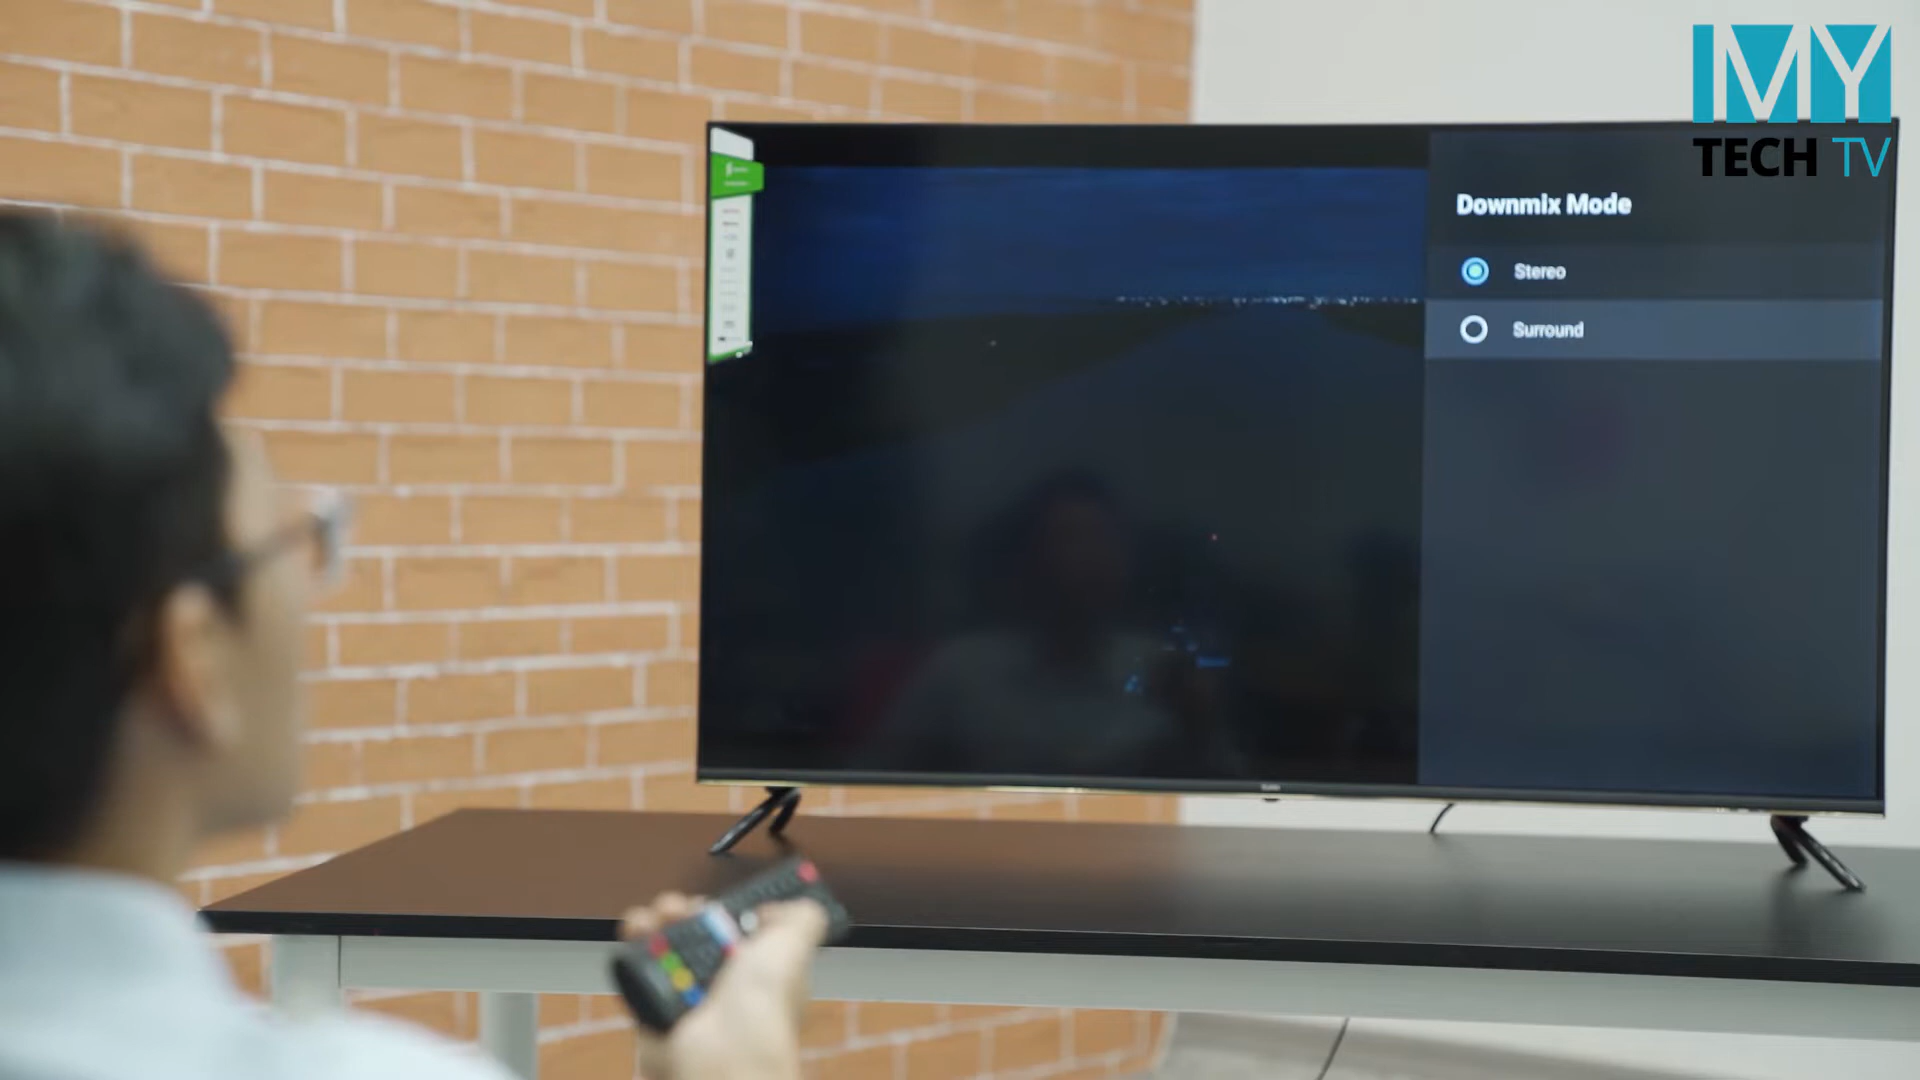 MY
TECH TV
Downmix Mode
Stereo
Surround